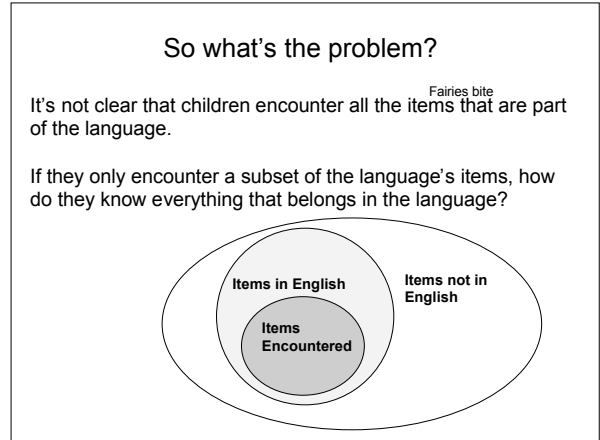 So what's the problem?
Fairies bite
It's not clear that children encounter all the items that are part
of the language.
If they only encounter a subset of the language's items, how
do they know everything that belongs in the language?
Items in English
Items not in
English
Items
Encountered